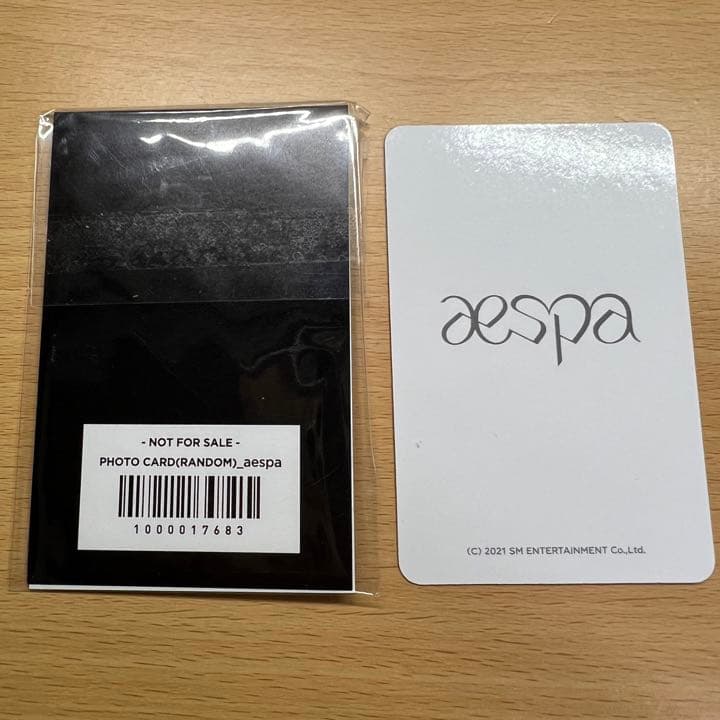 - NOT FOR SALE -
PHOTO CARD(RANDOM)_aespa
1000017683
aespa
(C) 2021 SM ENTERTAINMENT Co.,Ltd.